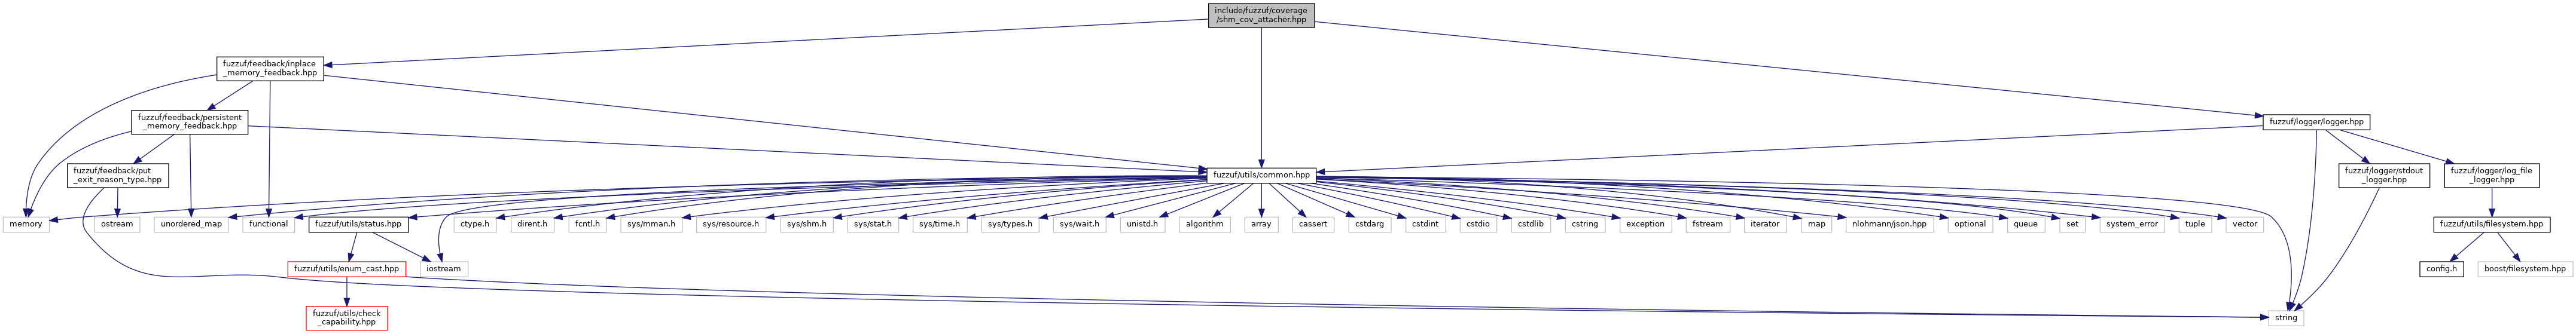 include/fuzzuf/coverage
/shm_cov_attacher.hpp
fuzzuf/feedback/inplace
_memory_feedback.hpp
fuzzuf/feedback/persistent
_memory_feedback.hpp
fuzzuf/logger/logger.hpp
fuzzuf/feedback/put
_exit_reason_type.hpp
fuzzuf/utils/common.hpp
fuzzuf/logger/stdout
_logger.hpp
fuzzuf/logger/log_file
_logger.hpp
memory
ostream
unordered_map
functional
fuzzuf/utils/status.hpp
ctype.h
dirent.h
fcntl.h
sys/mman.h
sys/resource.h
sys/shm.h
sys/stat.h
sys/time.h
sys/types.h
sys/wait.h
unistd.h
algorithm
array
cassert
cstdarg
cstdint
cstdio
cstdlib
cstring
exception
fstream
iterator
map
nlohmann/json.hpp
optional
queue
set
system_error
tuple
vector
fuzzuf/utils/filesystem.hpp
fuzzuf/utils/enum_cast.hpp
iostream
config.h
boost/filesystem.hpp
fuzzuf/utils/check
_capability.hpp
string